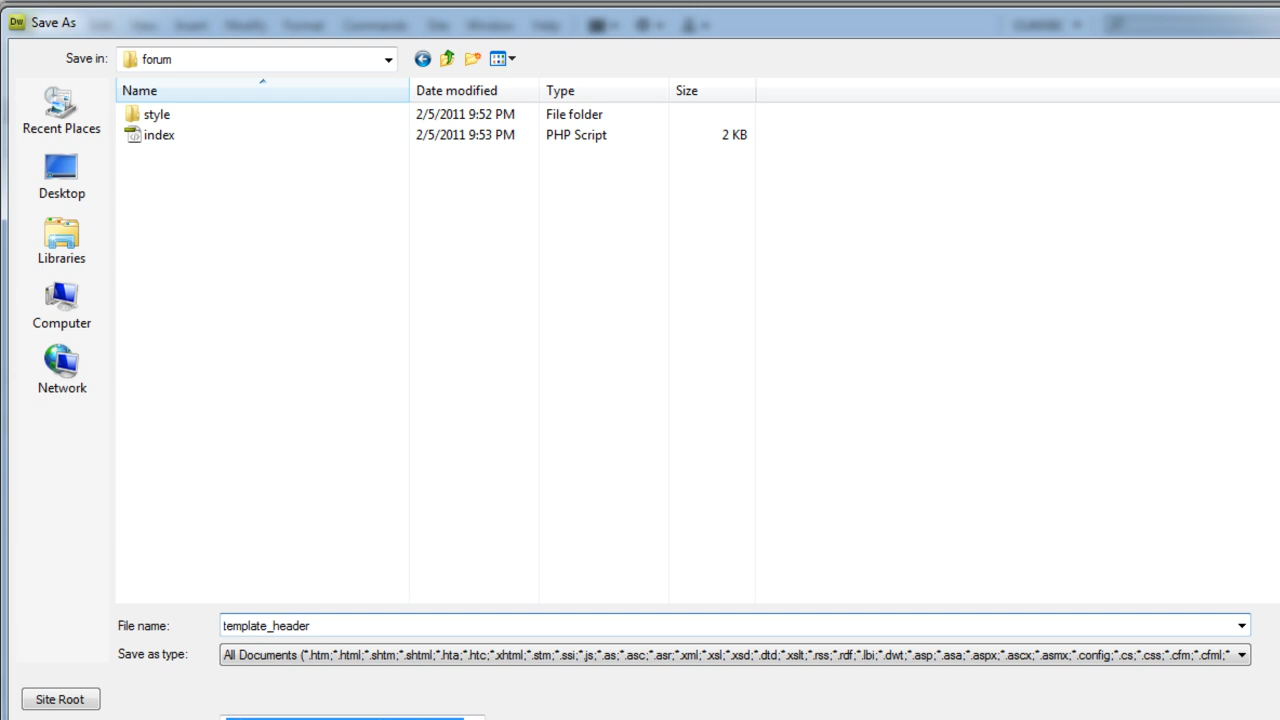 Dw Save As
Save in: forum
Name Date modified Type Size
style 2/5/2011 9:52 PM File folder
index 2/5/2011 9:53 PM PHP Script 2 KB
Recent Places
Desktop
Libraries
Computer
Network
File name: template_header
Save as type: All Documents (*.htm;*.html;*.shtm;*.shtml;*.hta;*.htc;*.xhtml;*.stm;*.ssi;*.js;*.as;*.asc;*.asr;*.xml;*.xsl;*.xsd;*.dtd;*.xslt;*.rss;*.rdf;*.lbi;*.dwt;*.asp;*.asa;*.aspx;*.ascx;*.asmx;*.config;*.cs;*.css;*.cfm;*.cfml;*
Site Root